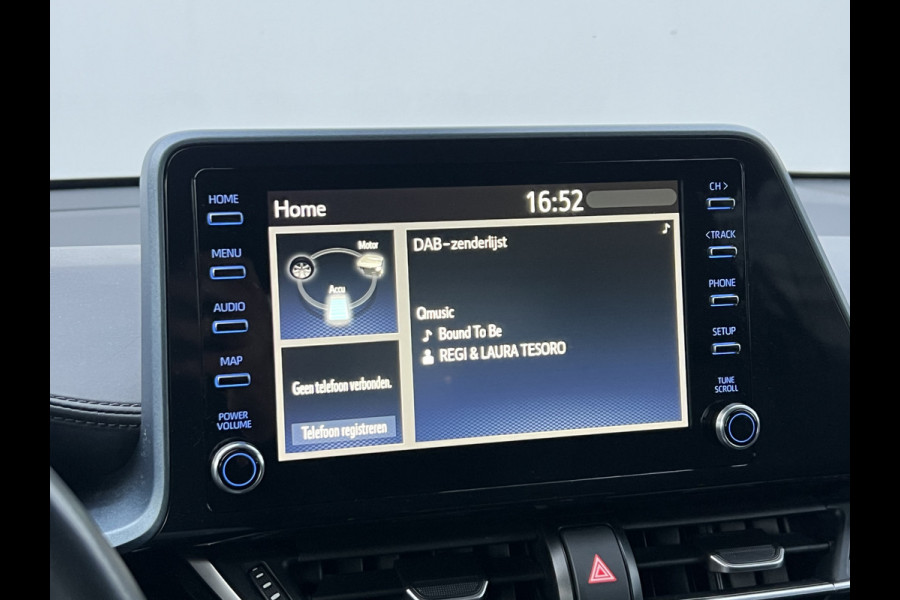 HOME
MENU
AUDIO
MAP
POWER
VOLUME
Home
16:52
Motor
Accu
Geen telefoon verbonden.
Telefoon registreren
DAB-zenderlijst
Qmusic
Bound To Be
REGI & LAURA TESORO
CH >
< TRACK
PHONE
SETUP
TUNE
SCROLL